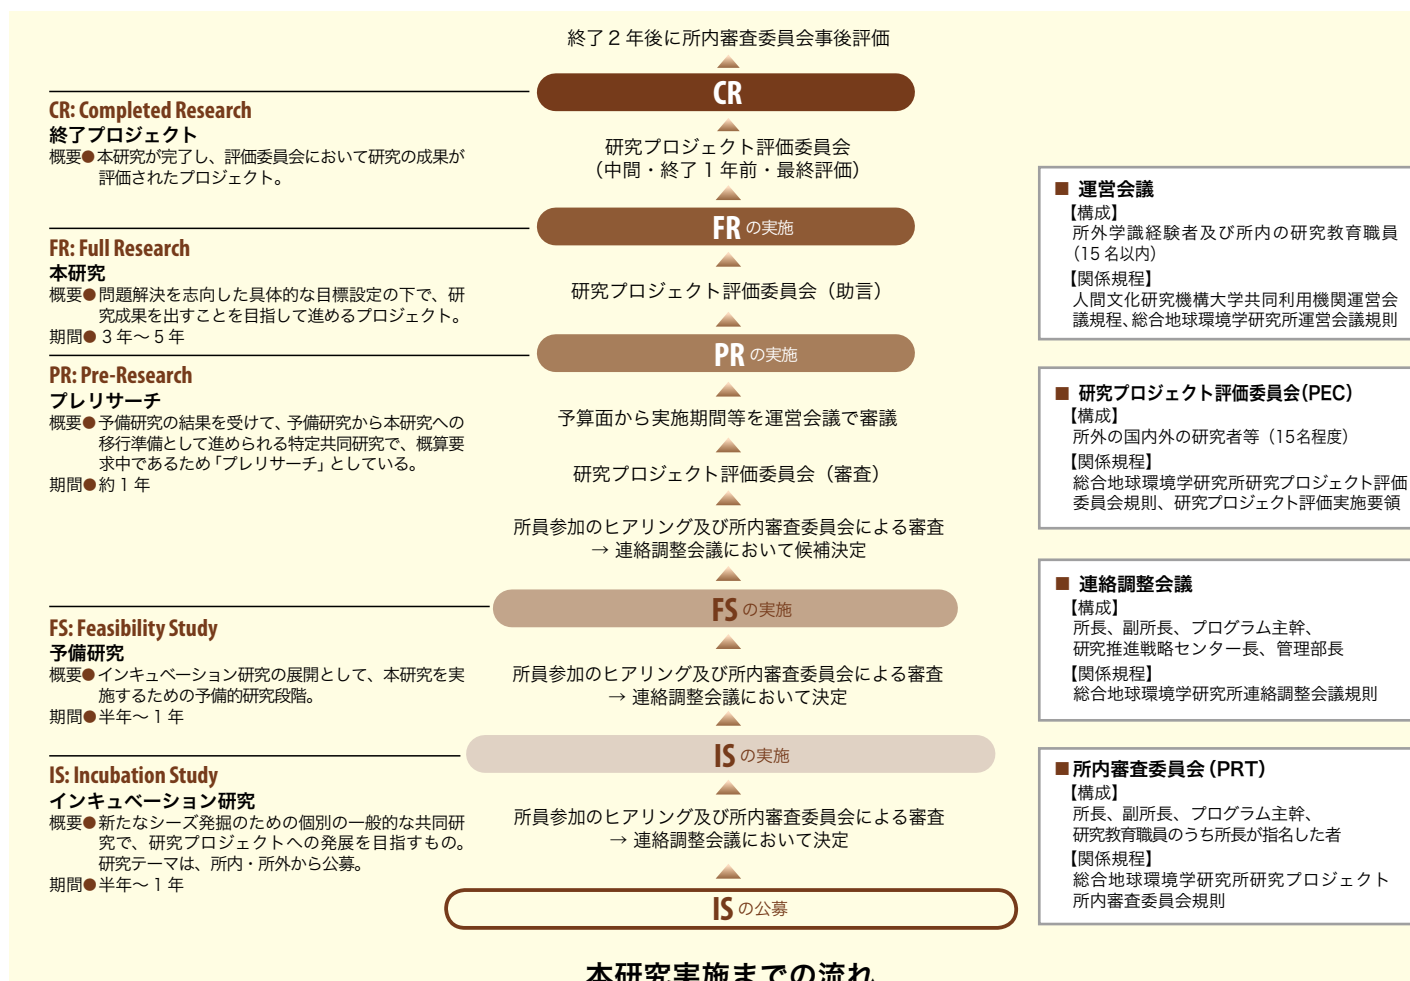 終了2年後に所内審査委員会事後評価
CR
研究プロジェクト評価委員会
（中間・終了1年前・最終評価）
FR の実施
研究プロジェクト評価委員会（助言）
PR の実施
予算面から実施期間等を運営会議で審議
研究プロジェクト評価委員会（審査）
所員参加のヒアリング及び所内審査委員会による審査
→ 連絡調整会議において候補決定
FS の実施
所員参加のヒアリング及び所内審査委員会による審査
→ 連絡調整会議において決定
IS の実施
所員参加のヒアリング及び所内審査委員会による審査
→ 連絡調整会議において決定
IS の公募
CR: Completed Research
終了プロジェクト
概要●本研究が完了し、評価委員会において研究の成果が
評価されたプロジェクト。
FR: Full Research
本研究
概要●問題解決を志向した具体的な目標設定の下で、研
究成果を出すことを目指して進めるプロジェクト。
期間●3年～5年
PR: Pre-Research
プレリサーチ
概要●予備研究の結果を受けて、予備研究から本研究への
移行準備として進められる特定共同研究で、概算要
求中であるため「プレリサーチ」としている。
期間●約1年
FS: Feasibility Study
予備研究
概要●インキュベーション研究の展開として、本研究を実
施するための予備的研究段階。
期間●半年～1年
IS: Incubation Study
インキュベーション研究
概要●新たなシーズ発掘のための個別の一般的な共同研
究で、研究プロジェクトへの発展を目指すもの。
研究テーマは、所内・所外から公募。
期間●半年～1年
■ 運営会議
【構成】
所外学識経験者及び所内の研究教育職員
（15名以内）
【関係規程】
人間文化研究機構大学共同利用機関運営会
議規程、総合地球環境学研究所運営会議規則
■ 研究プロジェクト評価委員会（PEC）
【構成】
所外の国内外の研究者等（15名程度）
【関係規程】
総合地球環境学研究所研究プロジェクト評価
委員会規則、研究プロジェクト評価実施要領
■ 連絡調整会議
【構成】
所長、副所長、プログラム主幹、
研究推進戦略センター長、管理部長
【関係規程】
総合地球環境学研究所連絡調整会議規則
■ 所内審査委員会（PRT）
【構成】
所長、副所長、プログラム主幹、
研究教育職員のうち所長が指名した者
【関係規程】
総合地球環境学研究所研究プロジェクト
所内審査委員会規則
本研究実施までの流れ